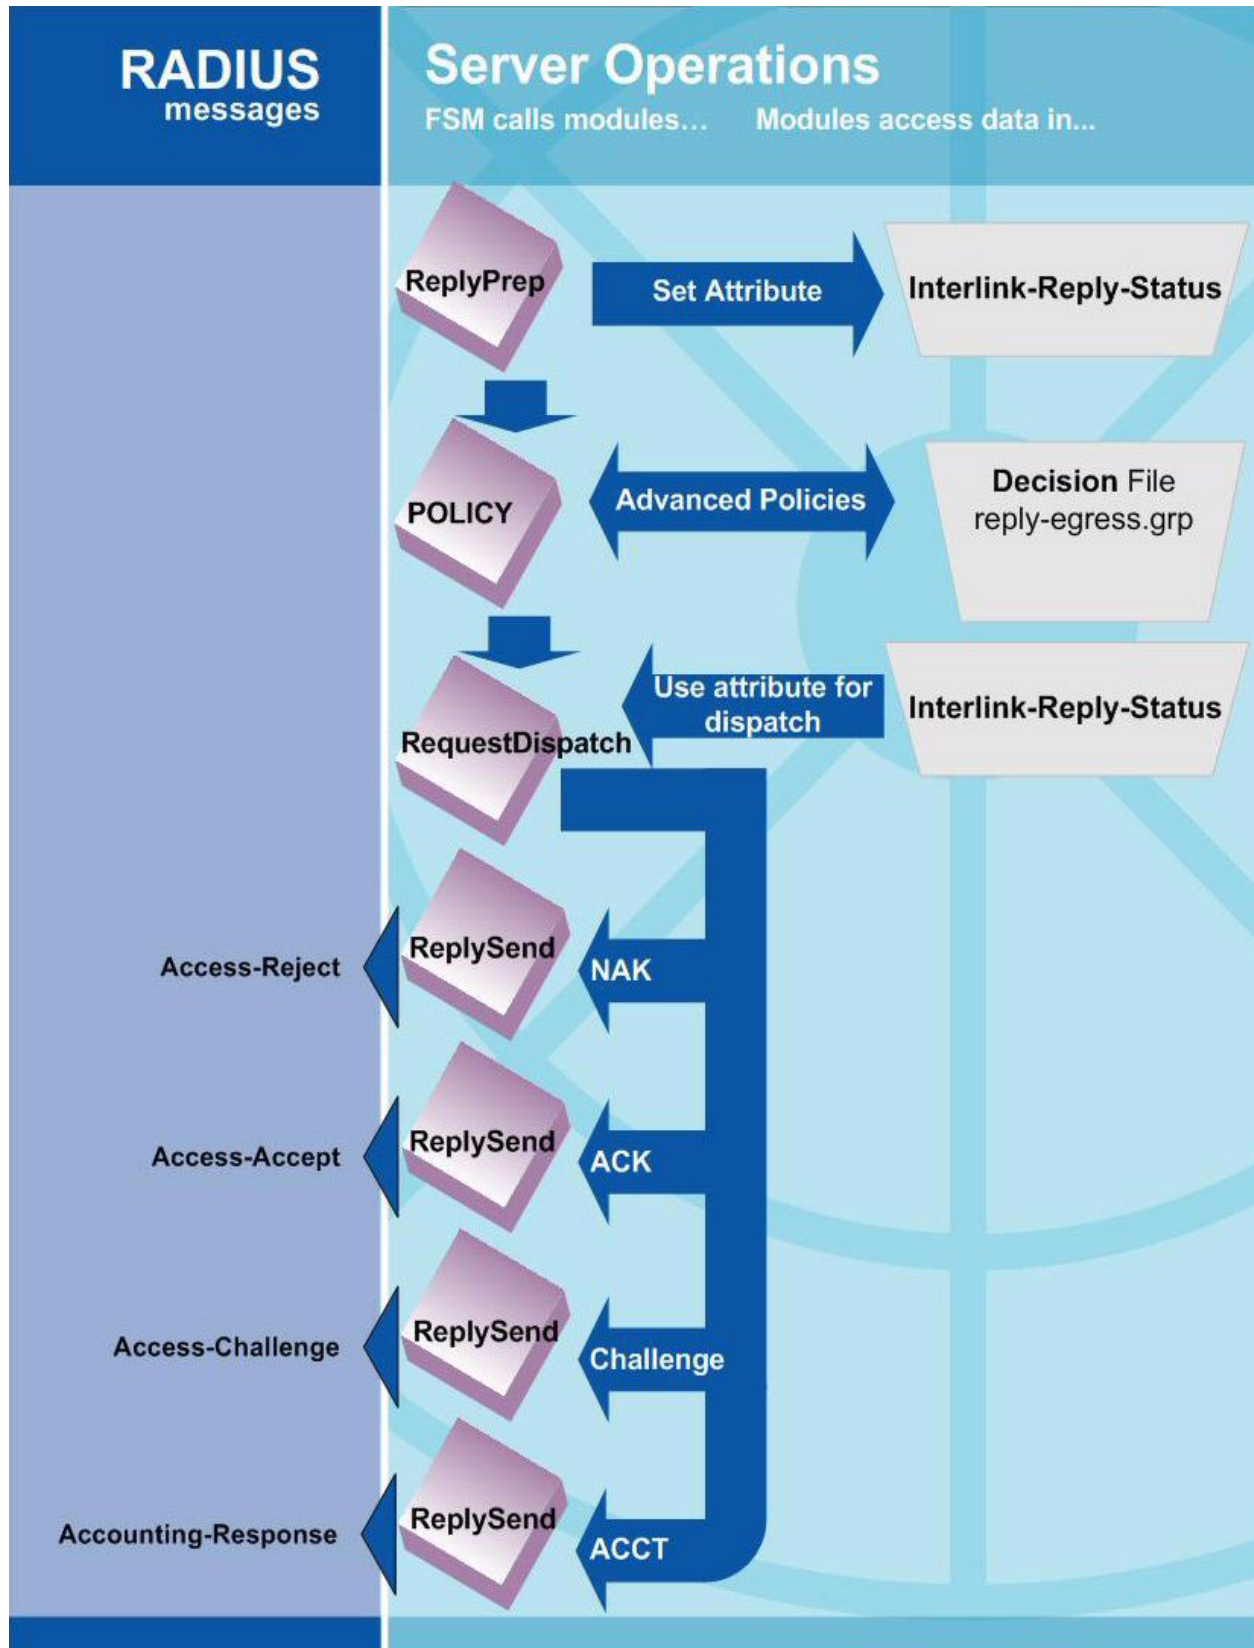 RADIUS
messages
Server Operations
FSM calls modules… Modules access data in...
ReplyPrep
Set Attribute
Interlink-Reply-Status
POLICY
Advanced Policies
Decision File
reply-egress.grp
RequestDispatch
Use attribute for
dispatch
Interlink-Reply-Status
Access-Reject
ReplySend
NAK
Access-Accept
ReplySend
ACK
Access-Challenge
ReplySend
Challenge
Accounting-Response
ReplySend
ACCT